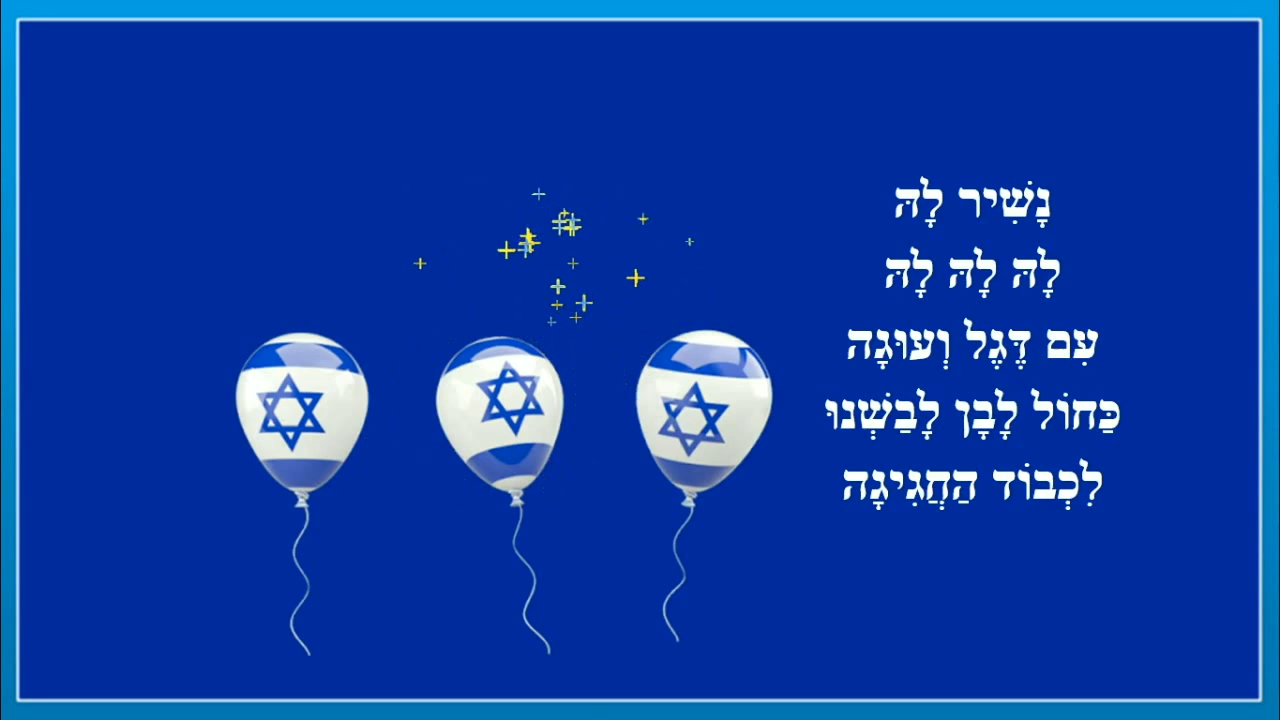 נָשִׁיר לָהּ
לָהּ לָהּ לָהּ
עִם דֶּגֶל וְעוּגָה
כַּחוֹל לָבָן לָבַשְׁנוּ
לִכְבוֹד הַחֲגִיגָה